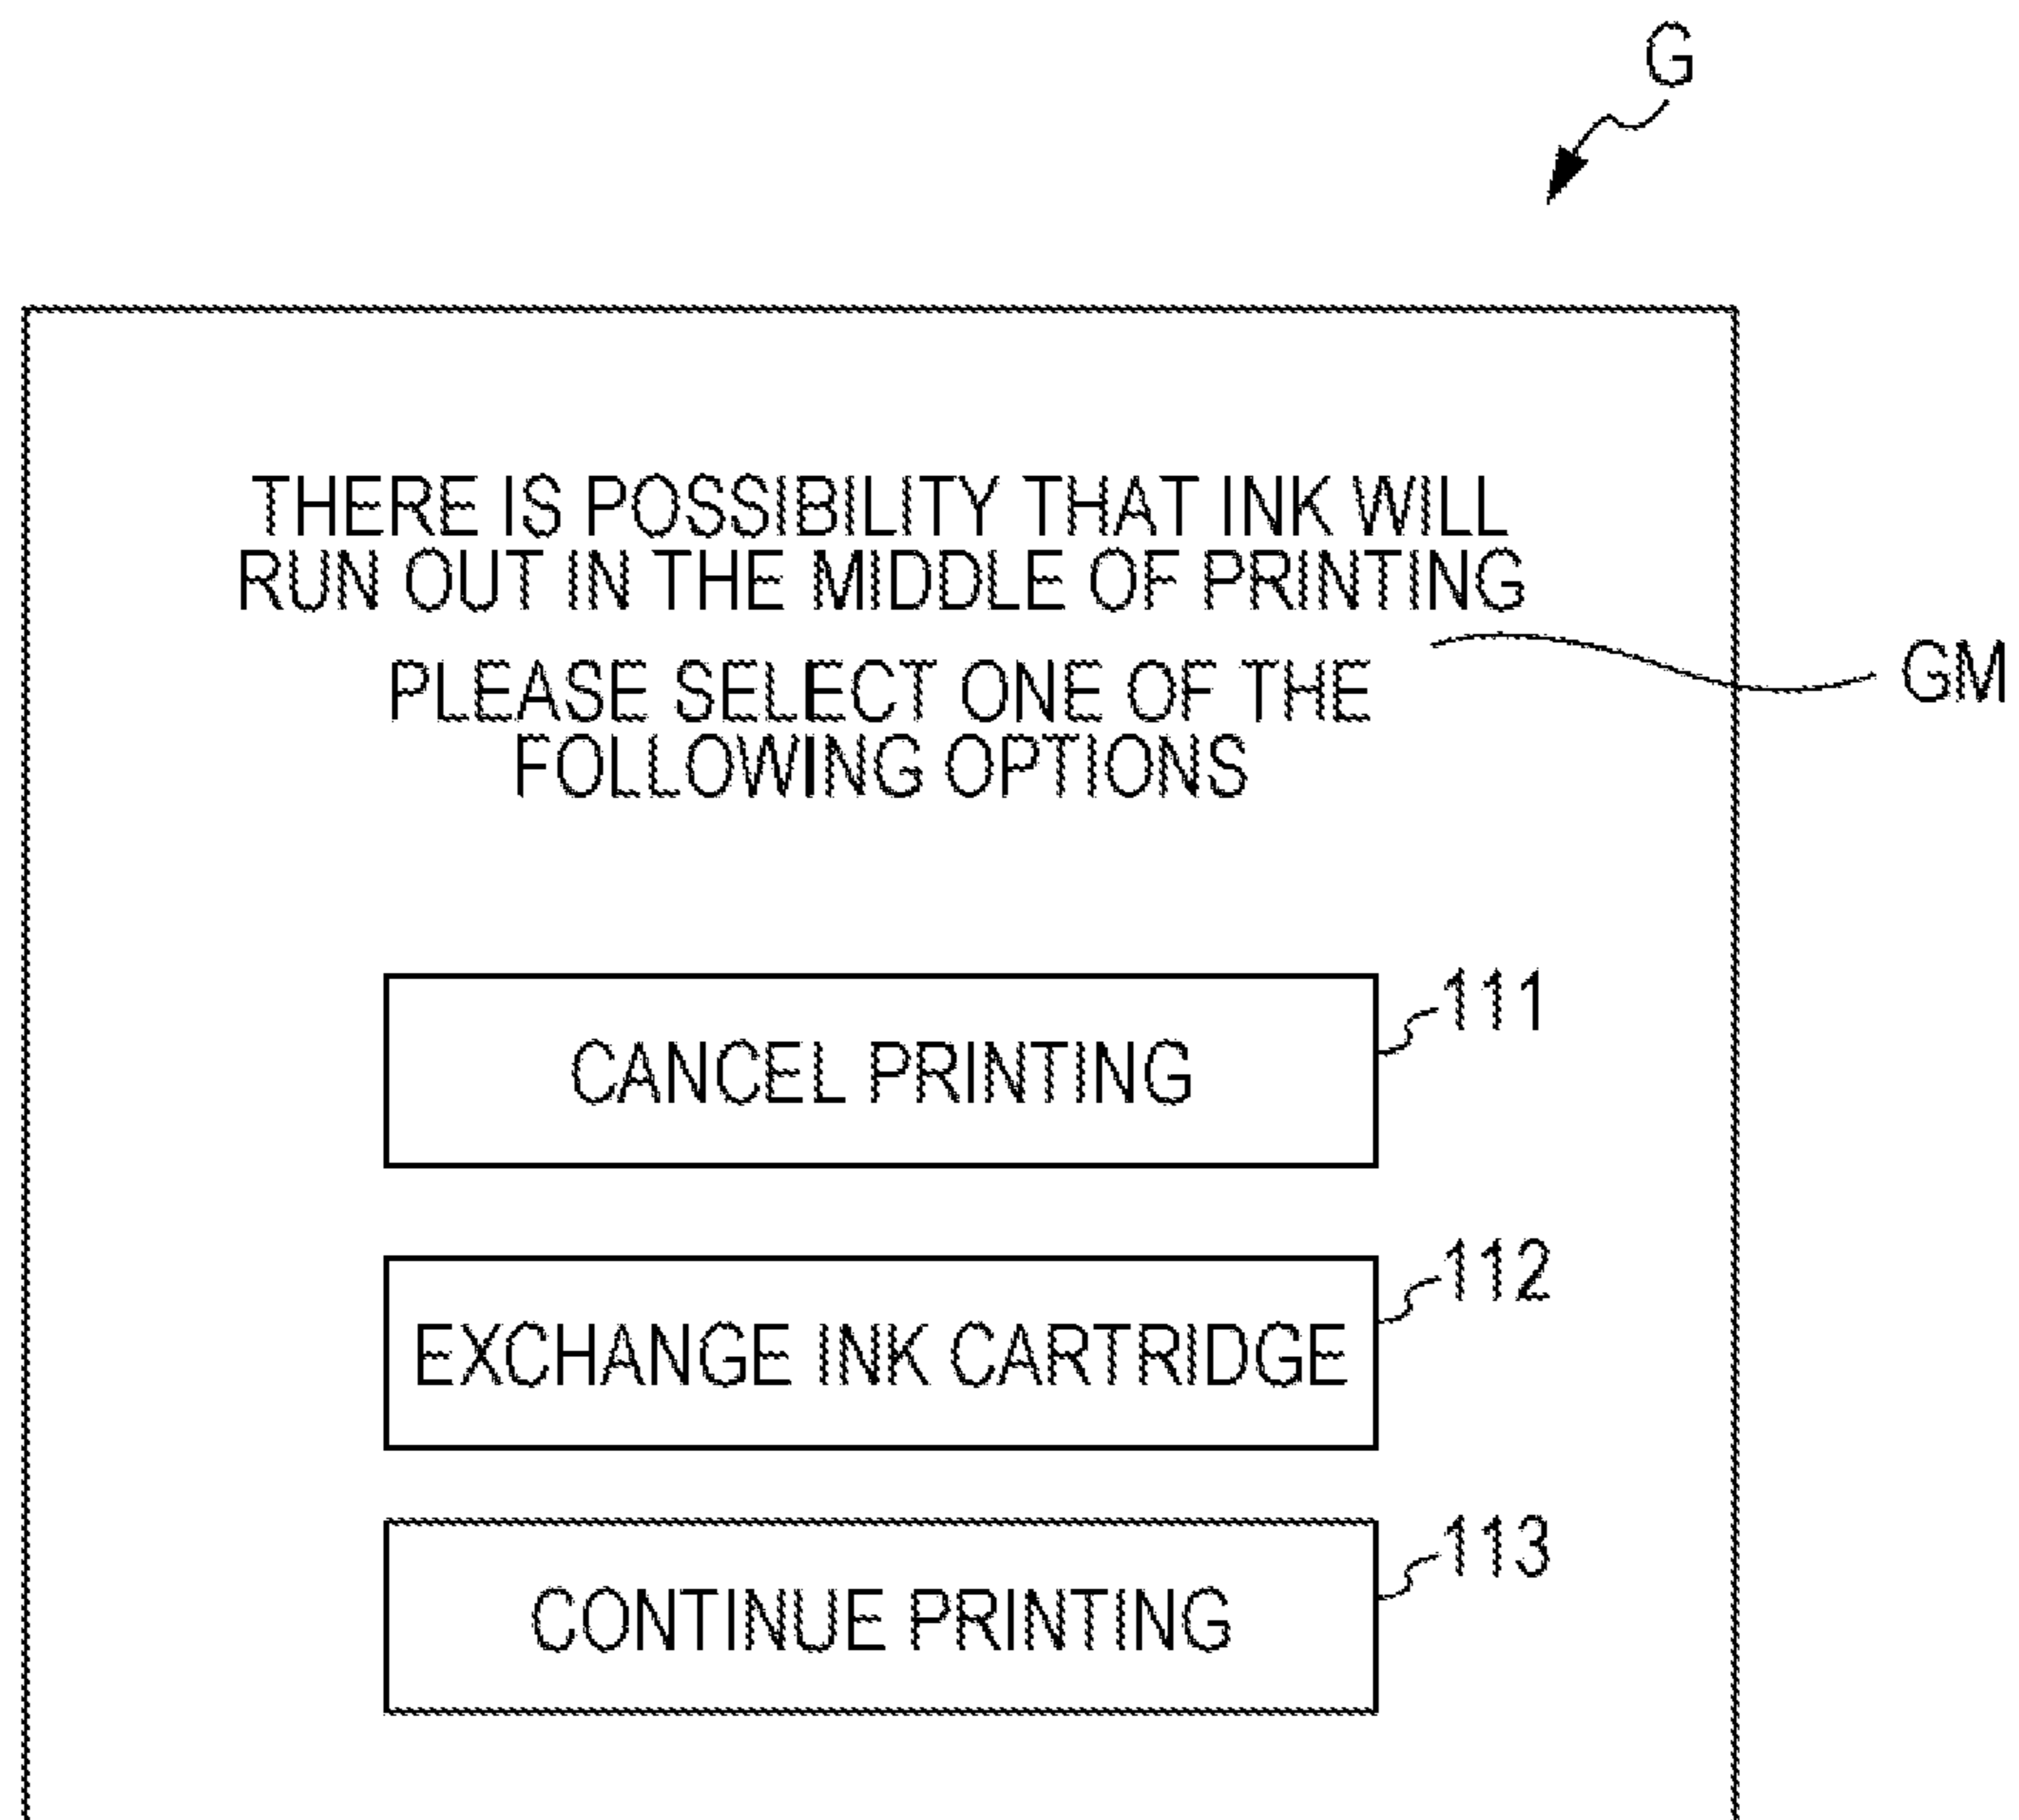 G
THERE IS POSSIBILITY THAT INK WILL
RUN OUT IN THE MIDDLE OF PRINTING
PLEASE SELECT ONE OF THE
FOLLOWING OPTIONS
GM
CANCEL PRINTING
111
EXCHANGE INK CARTRIDGE
112
CONTINUE PRINTING
113